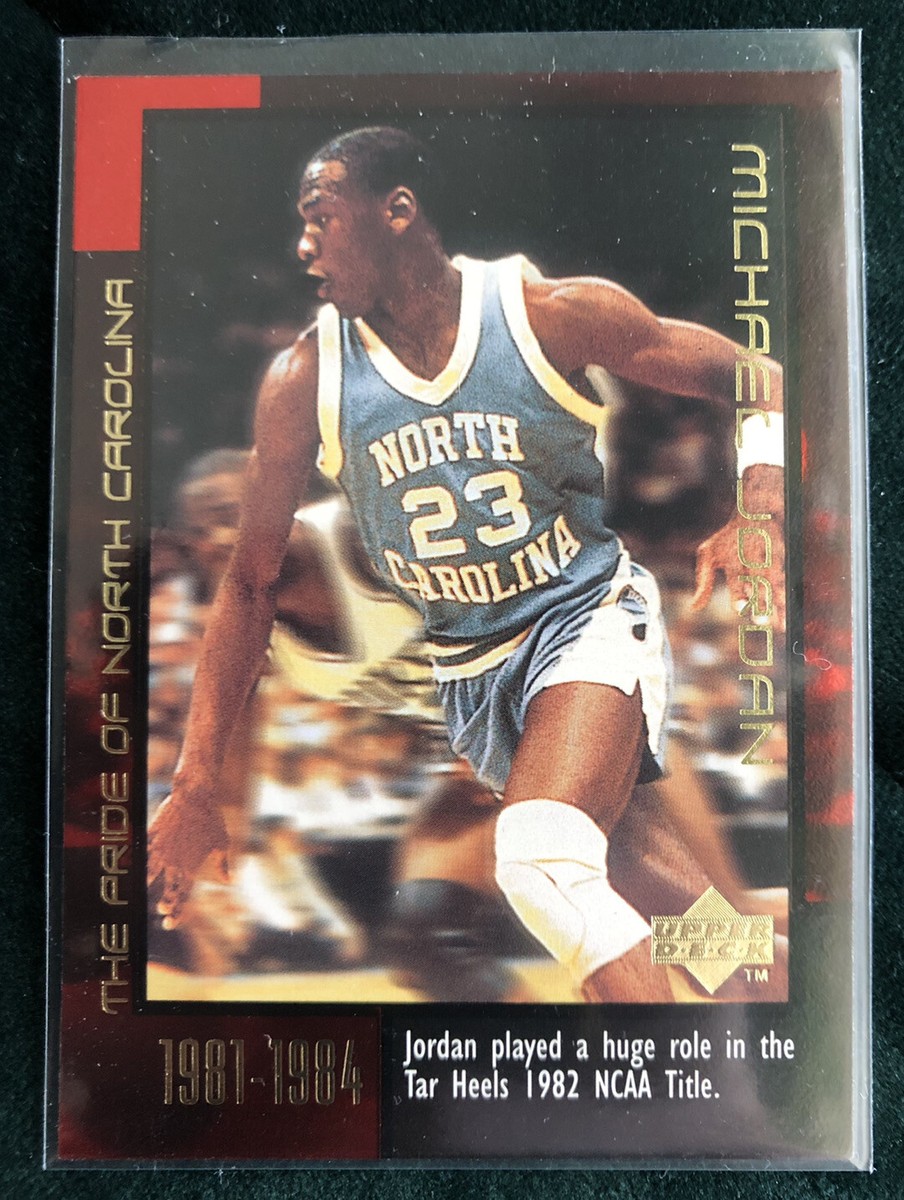 THE PRIDE OF NORTH CAROLINA
MICHAEL JORDAN
NORTH
23
CAROLINA
UPPER
D·E·C·K
TM
1981-1984
Jordan played a huge role in the
Tar Heels 1982 NCAA Title.